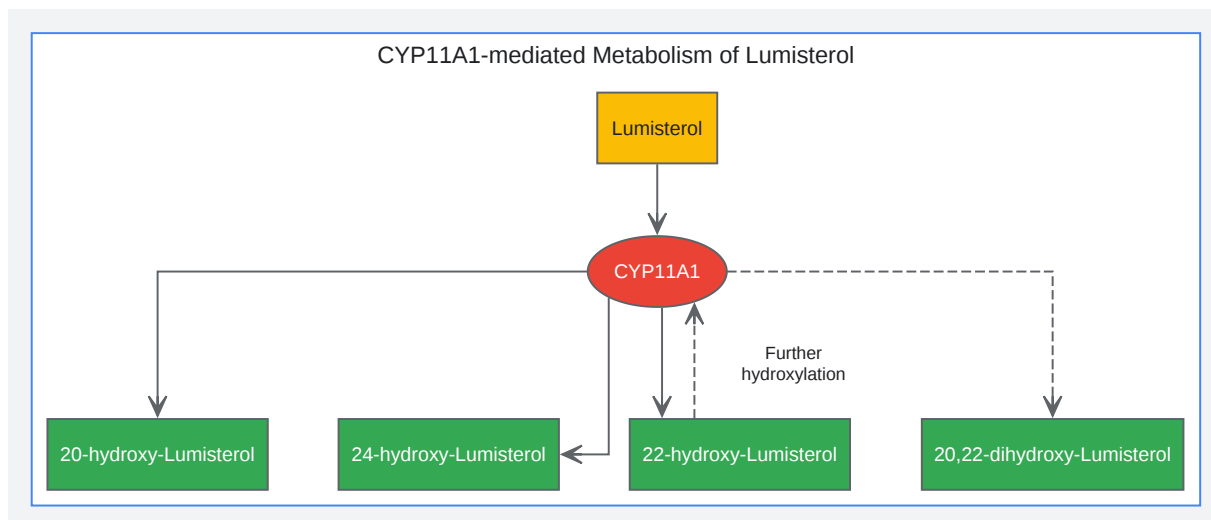 CYP11A1-mediated Metabolism of Lumisterol
Lumisterol
CYP11A1
Further
hydroxylation
20-hydroxy-Lumisterol
24-hydroxy-Lumisterol
22-hydroxy-Lumisterol
20,22-dihydroxy-Lumisterol